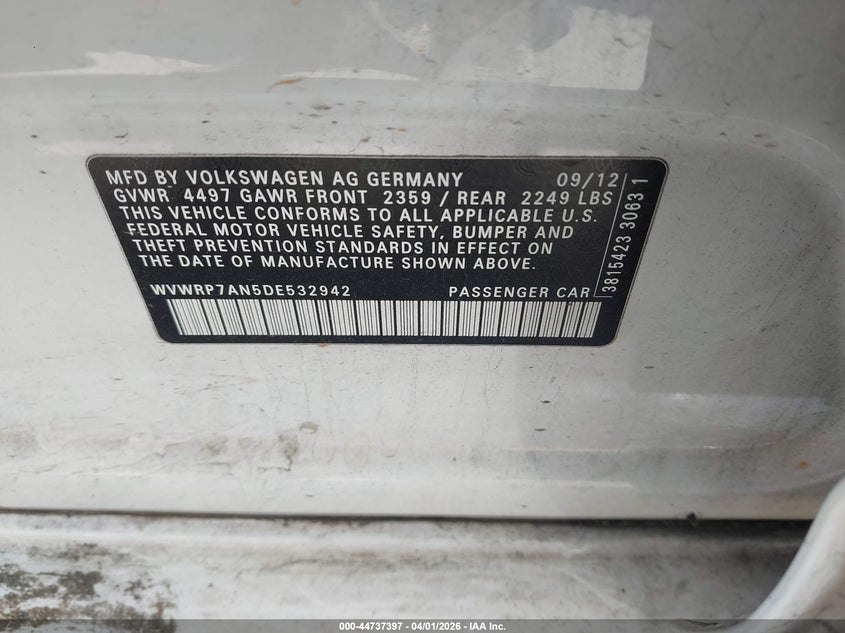 MFD BY VOLKSWAGEN AG GERMANY 09/12
GVWR 4497 GAWR FRONT 2359 / REAR 2249 LBS
THIS VEHICLE CONFORMS TO ALL APPLICABLE U.S.
FEDERAL MOTOR VEHICLE SAFETY, BUMPER AND
THEFT PREVENTION STANDARDS IN EFFECT ON
THE DATE OF MANUFACTURE SHOWN ABOVE.
WVWRP7AN5DE532942 PASSENGER CAR
3815423 3063 1
000-44737397 - 04/01/2026 - IAA Inc.